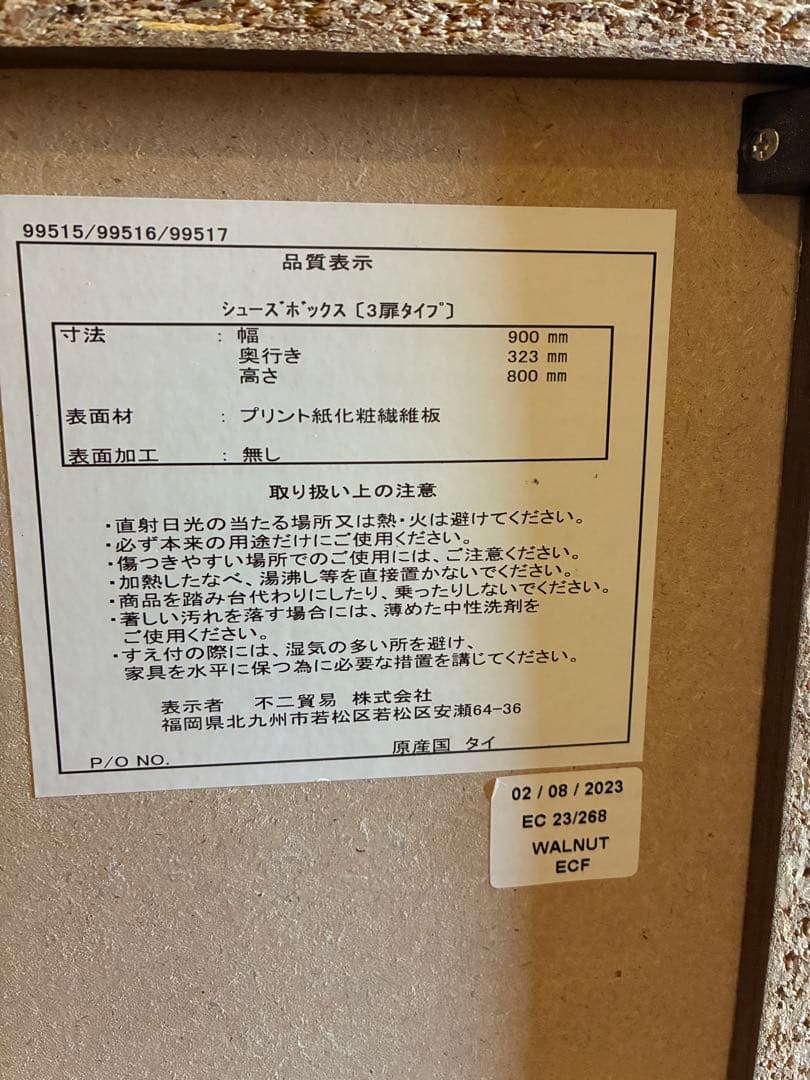 99515/99516/99517
品質表示
シューズボックス〔3扉タイプ〕
寸法 : 幅 900 mm
奥行き 323 mm
高さ 800 mm
表面材 : プリント紙化粧繊維板
表面加工 : 無し
取り扱い上の注意
・直射日光の当たる場所又は熱・火は避けてください。
・必ず本来の用途だけにご使用ください。
・傷つきやすい場所でのご使用には、ご注意ください。
・加熱したなべ、湯沸し等を直接置かないでください。
・商品を踏み台代わりにしたり、乗ったりしないでください。
・著しい汚れを落す場合には、薄めた中性洗剤を
ご使用ください。
・すえ付の際には、湿気の多い所を避け、
家具を水平に保つ為に必要な措置を講じてください。
表示者 不二貿易 株式会社
福岡県北九州市若松区若松区安瀬64-36
原産国 タイ
P/O NO.
02 / 08 / 2023
EC 23/268
WALNUT
ECF